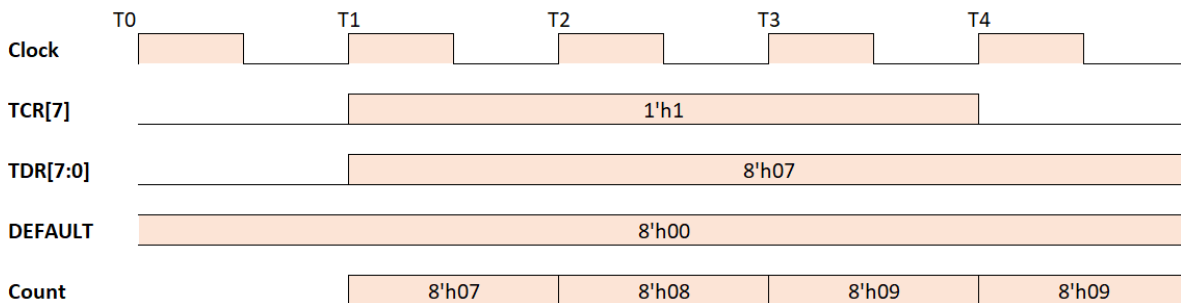 T0 T1 T2 T3 T4
Clock
TCR[7] 1'h1
TDR[7:0] 8'h07
DEFAULT 8'h00
Count 8'h07 8'h08 8'h09 8'h09